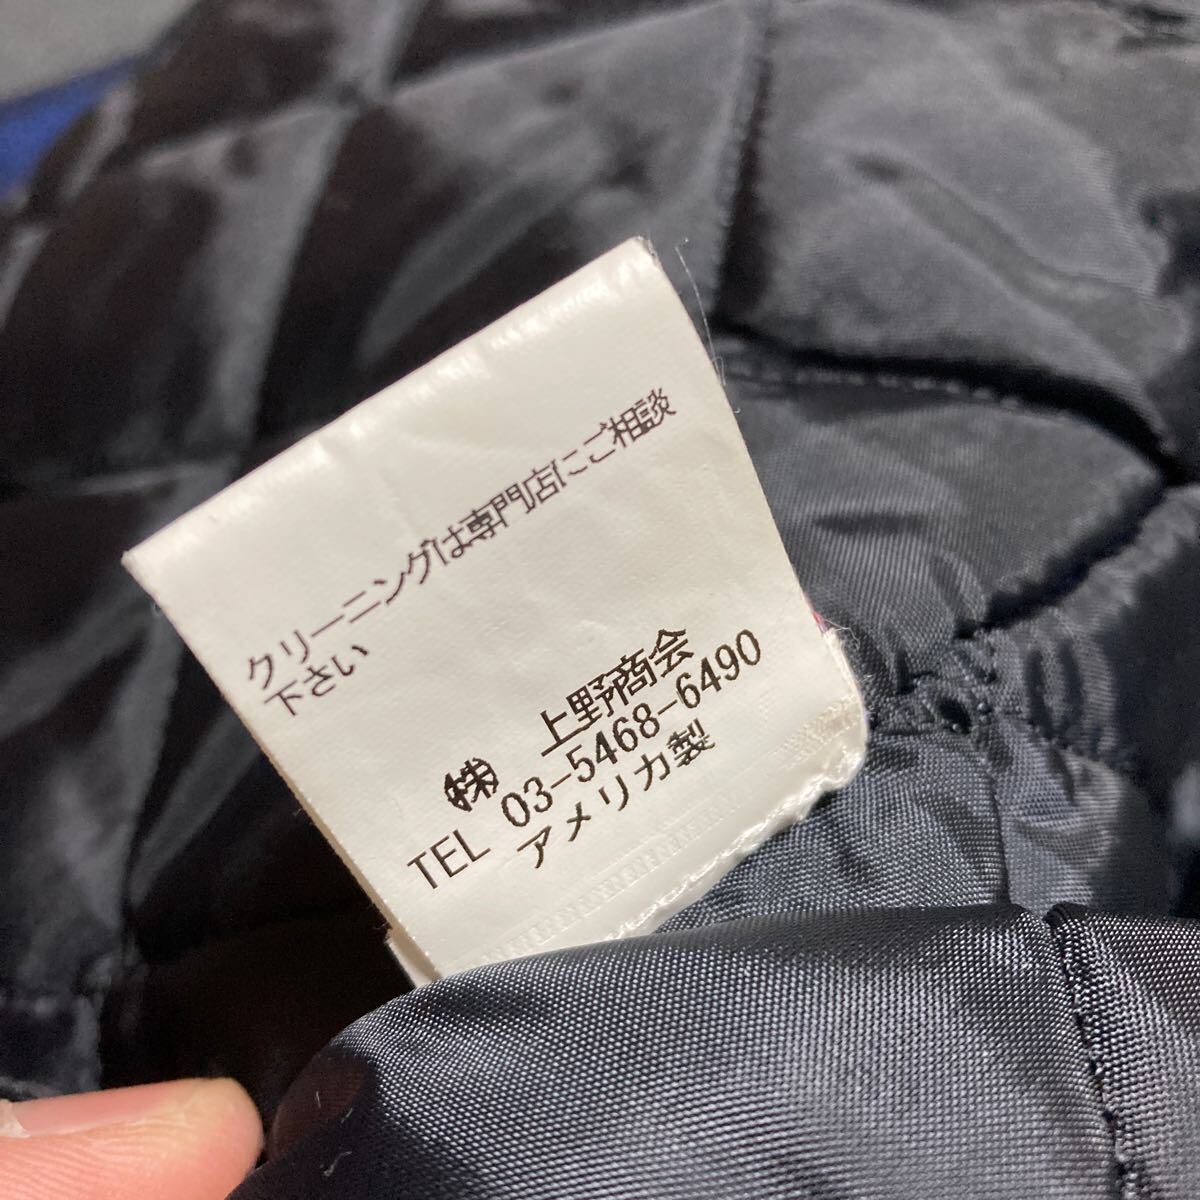 クリーニングは専門店にご相談
下さい
㈱ 上野商会
TEL 03-5468-6490
アメリカ製